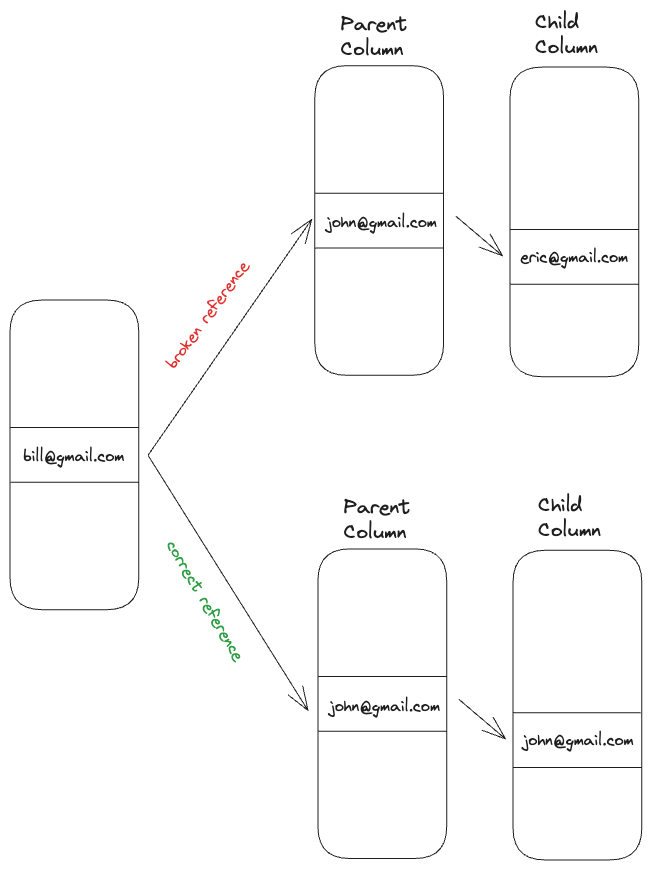 Parent
Column
Child
Column
john@gmail.com
eric@gmail.com
broken reference
bill@gmail.com
correct reference
Parent
Column
Child
Column
john@gmail.com
john@gmail.com